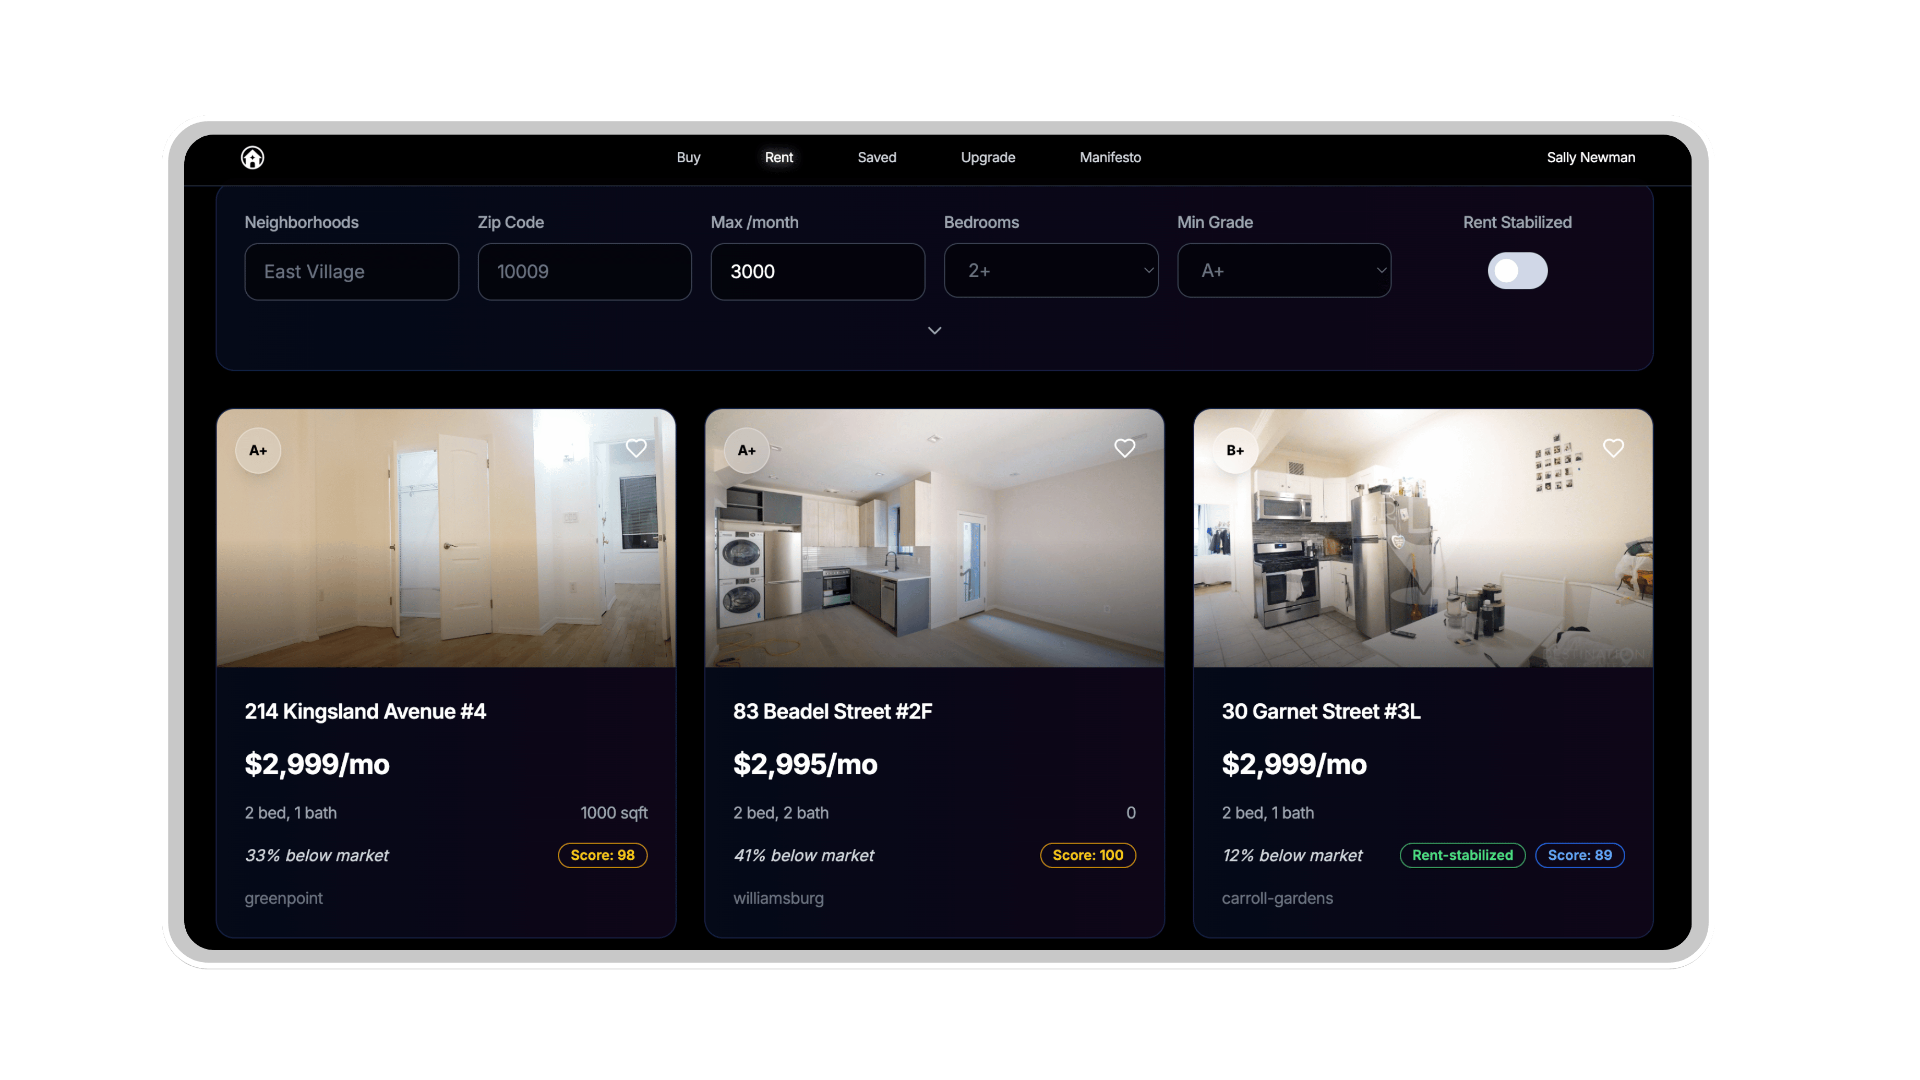 Buy Rent Saved Upgrade Manifesto Sally Newman
Neighborhoods Zip Code Max /month Bedrooms Min Grade Rent Stabilized
East Village 10009 3000 2+ A+
A+ A+ B+
214 Kingsland Avenue #4
$2,999/mo
2 bed, 1 bath 1000 sqft
33% below market Score: 98
greenpoint
83 Beadel Street #2F
$2,995/mo
2 bed, 2 bath 0
41% below market Score: 100
williamsburg
30 Garnet Street #3L
$2,999/mo
2 bed, 1 bath
12% below market Rent-stabilized Score: 89
carroll-gardens